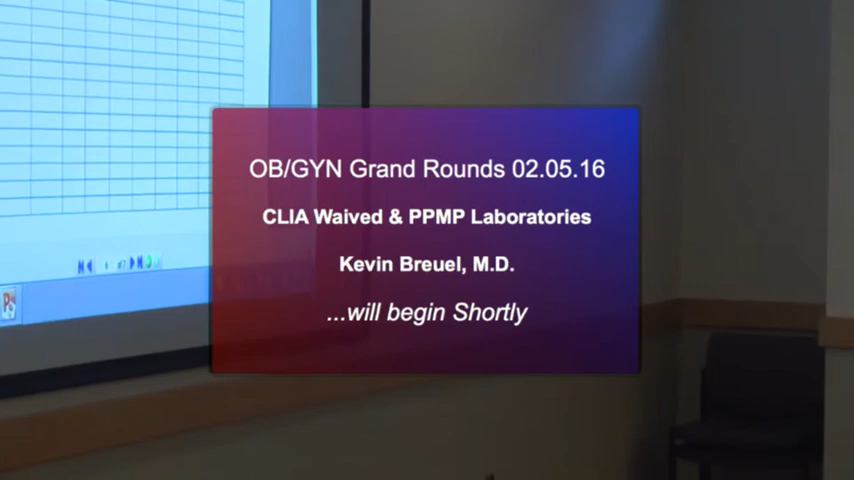 OB/GYN Grand Rounds 02.05.16
CLIA Waived & PPMP Laboratories
Kevin Breuel, M.D.
...will begin Shortly